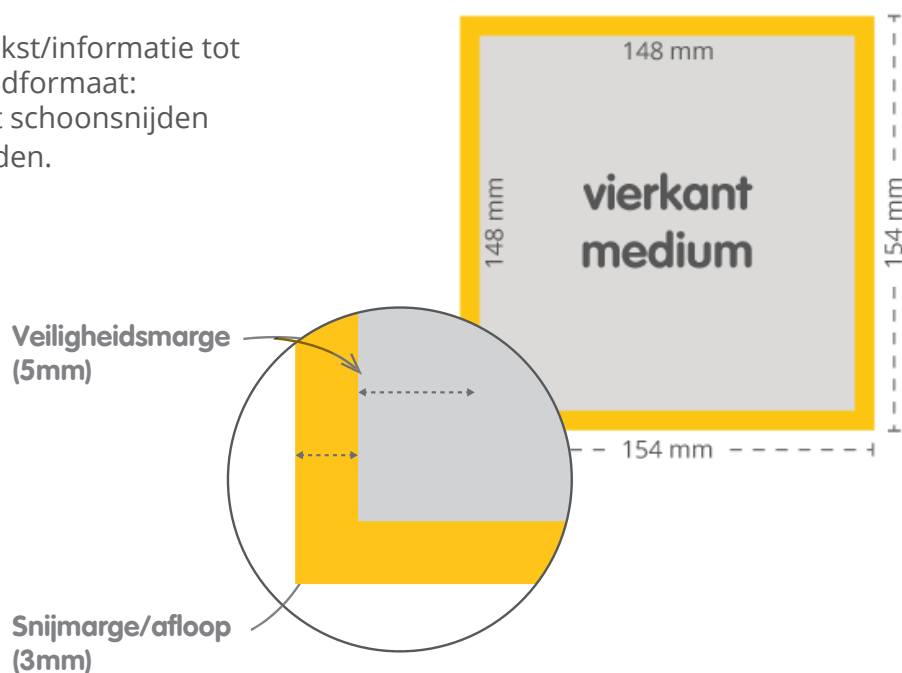 kst/informatie tot
dformaat:
t schoonsnijden
den.
148 mm
148 mm
vierkant
medium
154 mm
154 mm
Veiligheidsmarge
(5mm)
Snijmarge/afloop
(3mm)